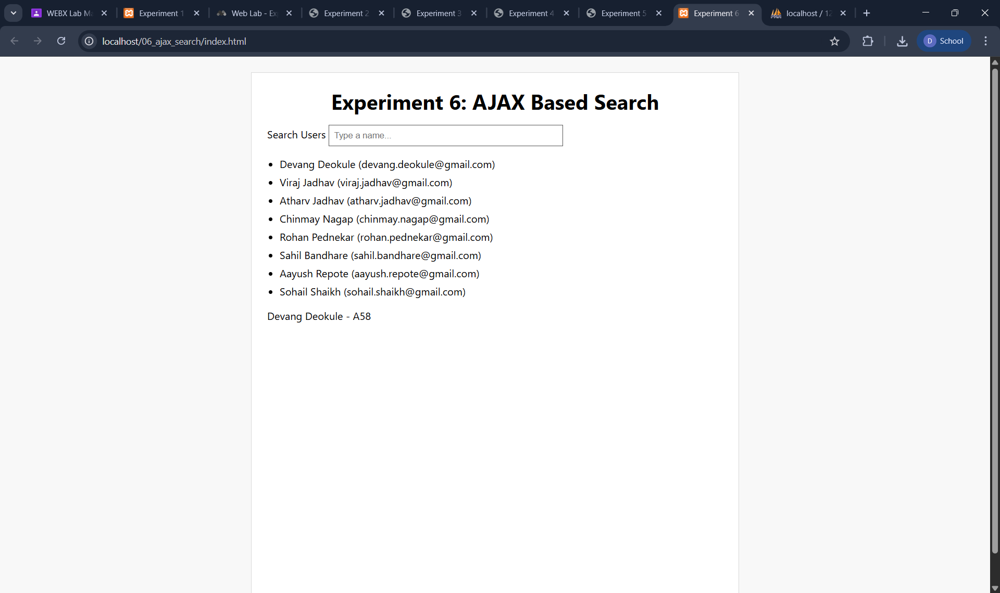 WEBX Lab Ma
Experiment 1
Web Lab - Ex
Experiment 2
Experiment 3
Experiment 4
Experiment 5
Experiment 6
localhost / 12
localhost/06_ajax_search/index.html
D
School
Experiment 6: AJAX Based Search
Search Users
Type a name...
• Devang Deokule (devang.deokule@gmail.com)
• Viraj Jadhav (viraj.jadhav@gmail.com)
• Atharv Jadhav (atharv.jadhav@gmail.com)
• Chinmay Nagap (chinmay.nagap@gmail.com)
• Rohan Pednekar (rohan.pednekar@gmail.com)
• Sahil Bandhare (sahil.bandhare@gmail.com)
• Aayush Repote (aayush.repote@gmail.com)
• Sohail Shaikh (sohail.shaikh@gmail.com)
Devang Deokule - A58